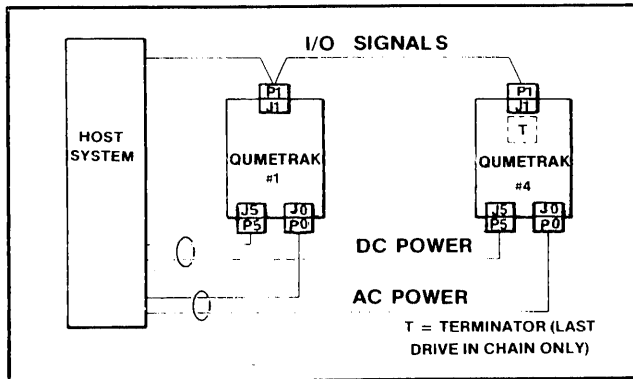 I/O SIGNALS
HOST
SYSTEM
P1
J1
QUMETRAK
#1
J5
P5
J0
P0
P1
J1
T
QUMETRAK
#4
J5
P5
J0
P0
DC POWER
AC POWER
T = TERMINATOR (LAST
DRIVE IN CHAIN ONLY)